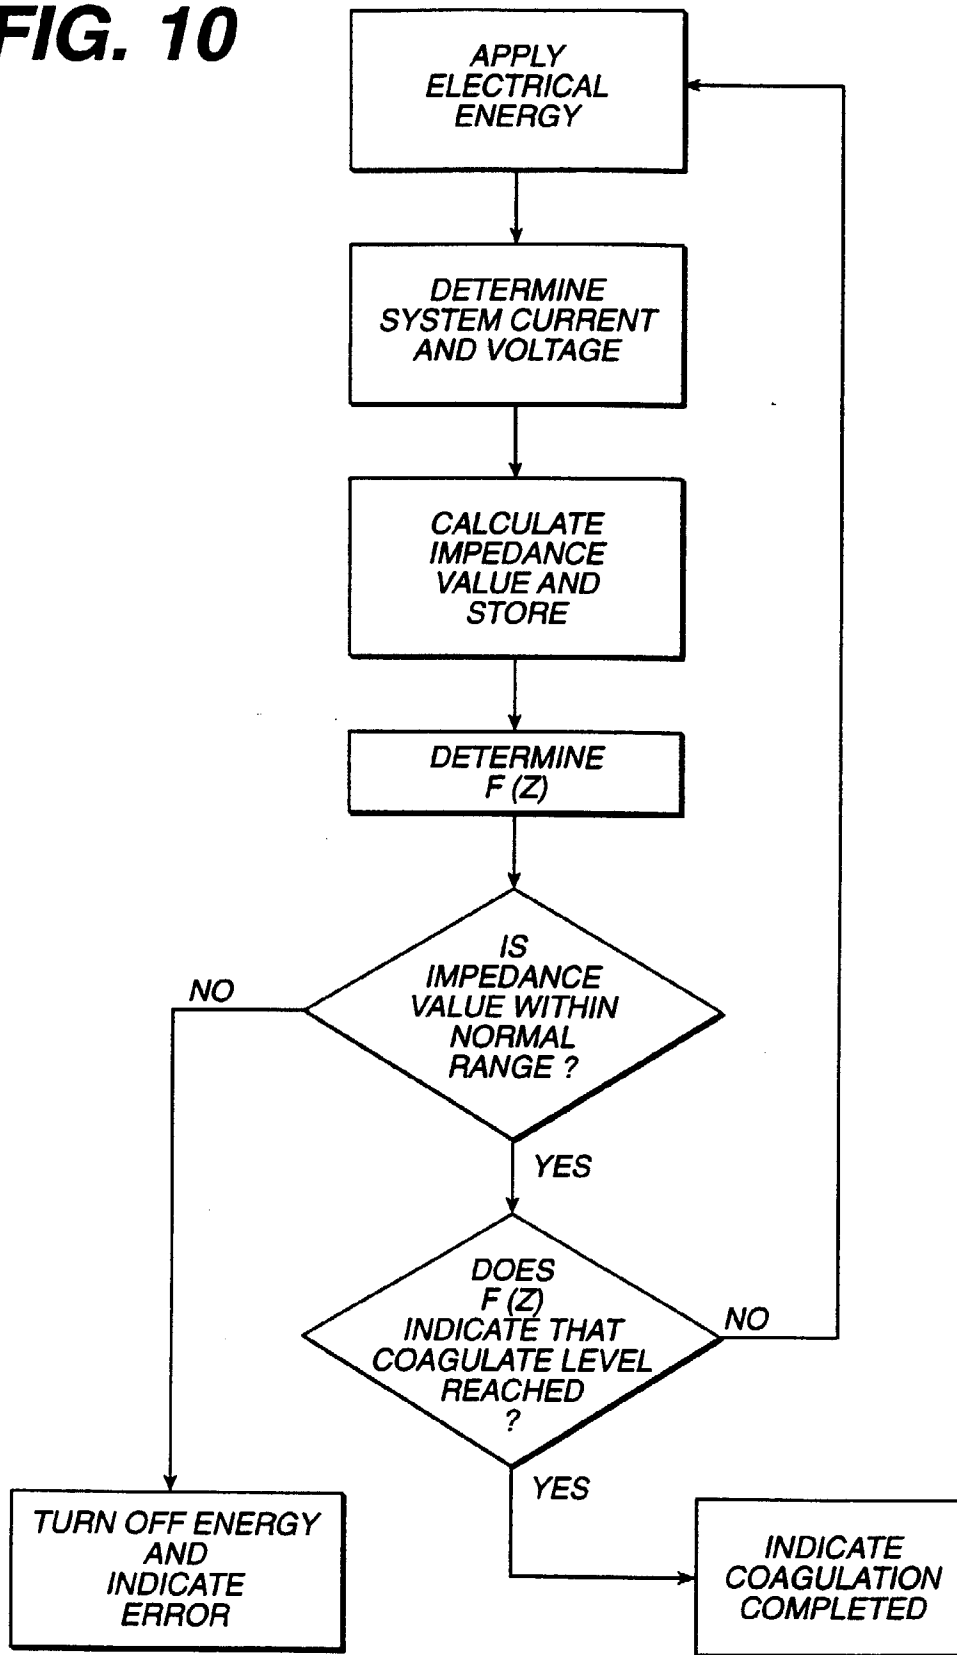 FIG. 10
APPLY
ELECTRICAL
ENERGY
DETERMINE
SYSTEM CURRENT
AND VOLTAGE
CALCULATE
IMPEDANCE
VALUE AND
STORE
DETERMINE
F (Z)
IS
IMPEDANCE
VALUE WITHIN
NORMAL
RANGE ?
NO
YES
DOES
F (Z)
INDICATE THAT
COAGULATE LEVEL
REACHED
?
NO
YES
TURN OFF ENERGY
AND
INDICATE
ERROR
INDICATE
COAGULATION
COMPLETED